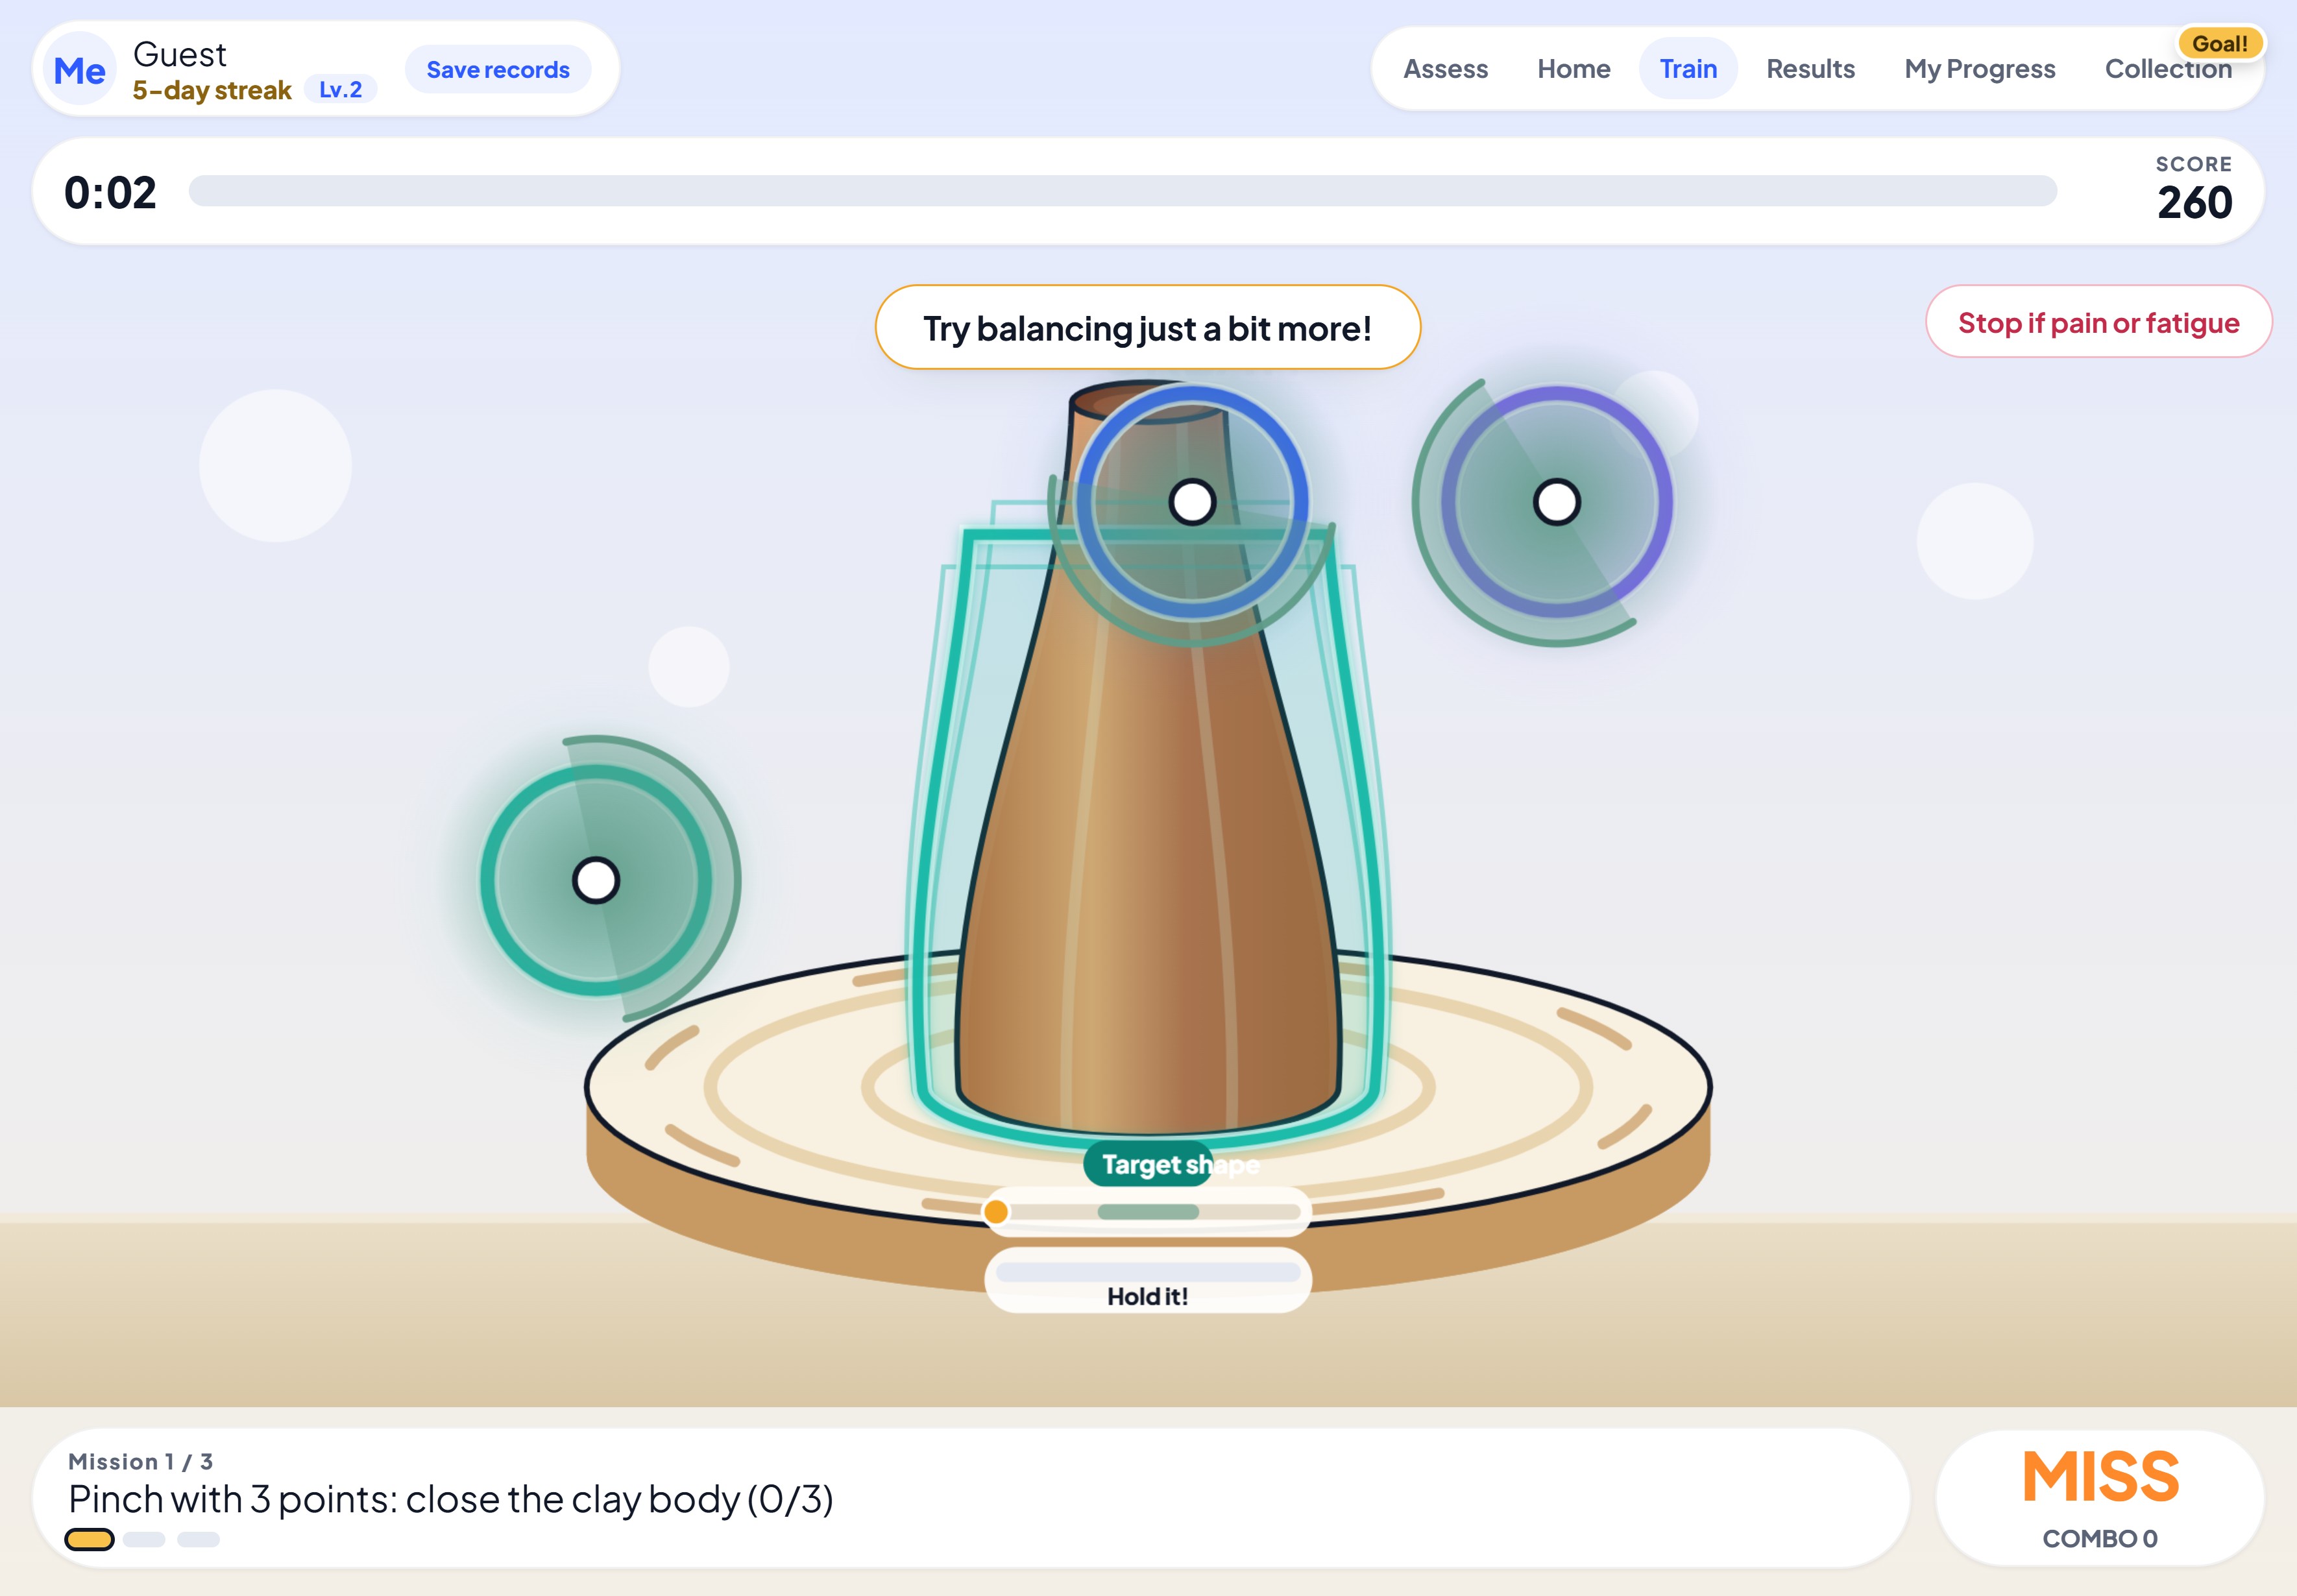 Me
Guest
5-day streak Lv.2
Save records
Assess Home Train Results My Progress Collection
Goal!
0:02
SCORE
260
Try balancing just a bit more!
Stop if pain or fatigue
Target shape
Hold it!
Mission 1 / 3
Pinch with 3 points: close the clay body (0/3)
MISS
COMBO 0